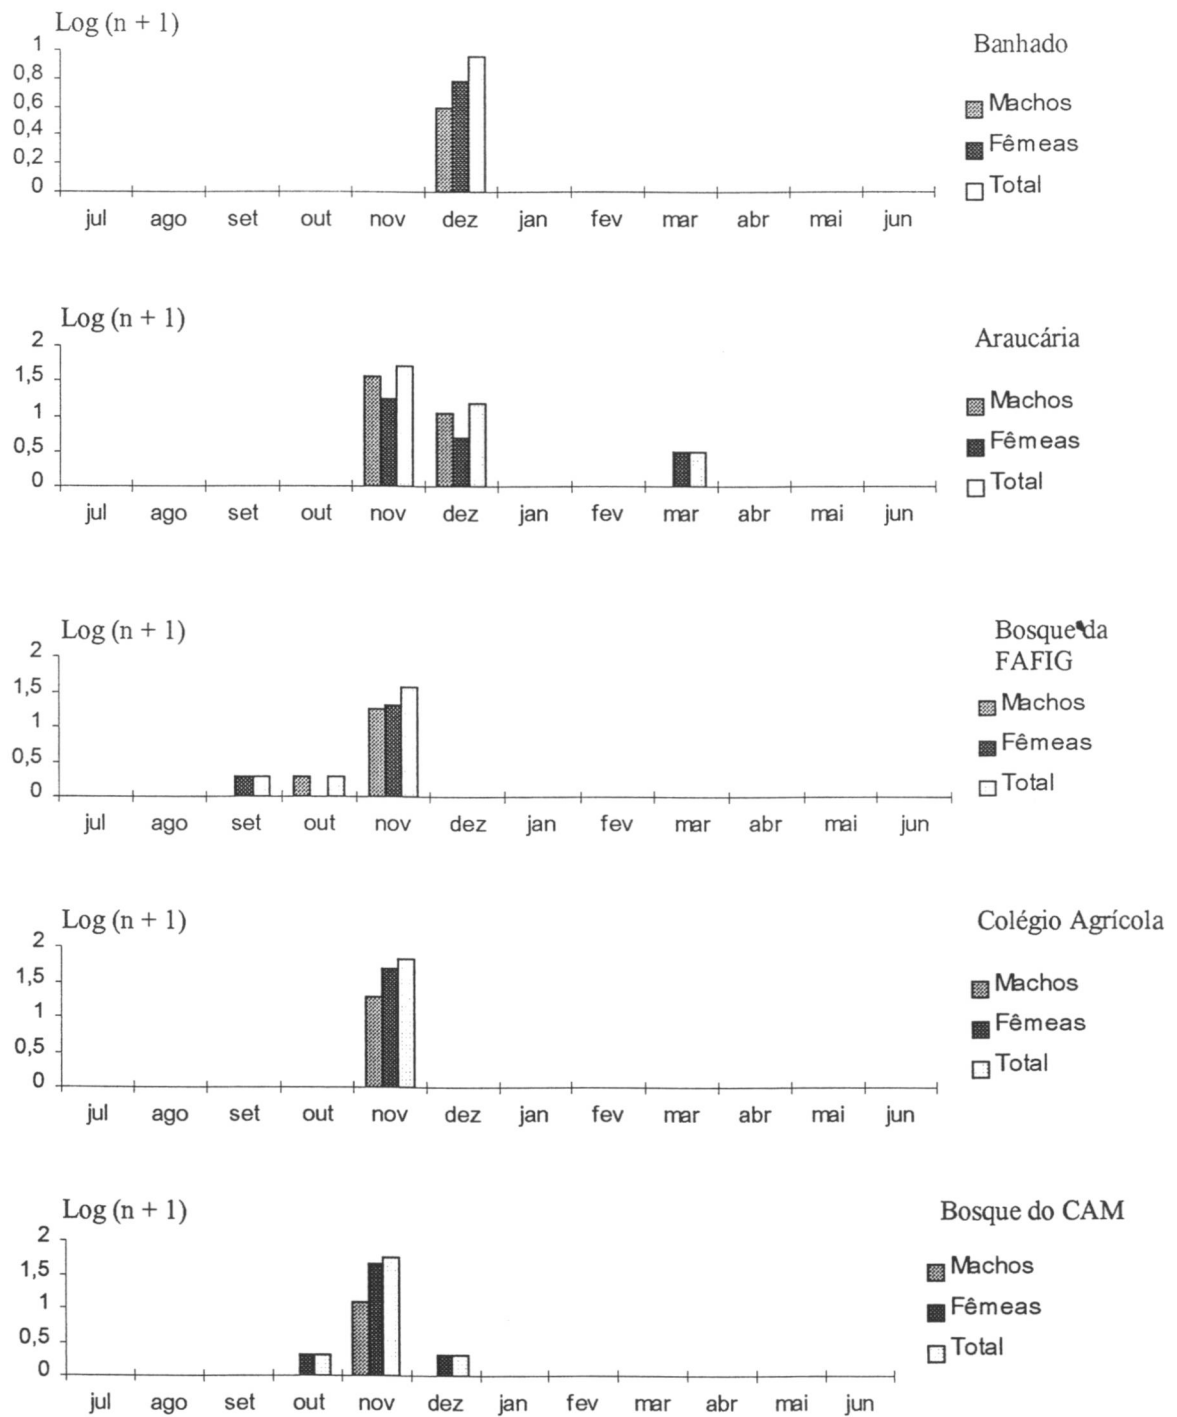 Log (n + 1)
Banhado
1
0,8
0,6
0,4
0,2
0
Machos
Fêmeas
Total
jul ago set out nov dez jan fev mar abr mai jun
Log (n + 1)
Araucária
2
1,5
1
0,5
0
Machos
Fêmeas
Total
jul ago set out nov dez jan fev mar abr mai jun
Log (n + 1)
Bosque da
FAFIG
2
1,5
1
0,5
0
Machos
Fêmeas
Total
jul ago set out nov dez jan fev mar abr mai jun
Log (n + 1)
Colégio Agrícola
2
1,5
1
0,5
0
Machos
Fêmeas
Total
jul ago set out nov dez jan fev mar abr mai jun
Log (n + 1)
Bosque do CAM
2
1,5
1
0,5
0
Machos
Fêmeas
Total
jul ago set out nov dez jan fev mar abr mai jun